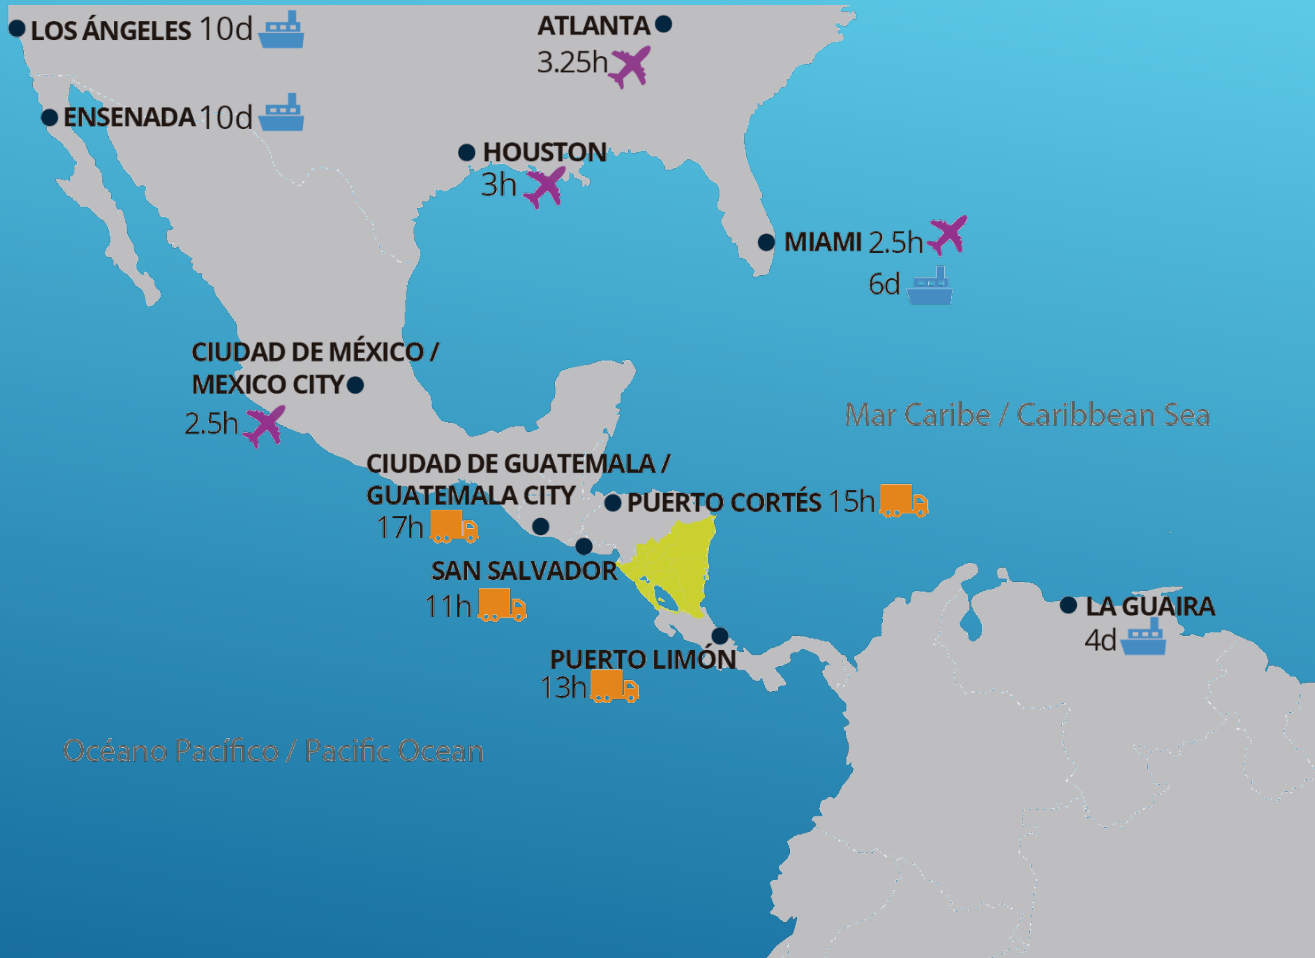 LOS ÁNGELES 10d
ATLANTA
3.25h
ENSENADA 10d
HOUSTON
3h
MIAMI 2.5h
6d
CIUDAD DE MÉXICO /
MEXICO CITY
2.5h
Mar Caribe / Caribbean Sea
CIUDAD DE GUATEMALA /
GUATEMALA CITY
17h
PUERTO CORTÉS 15h
SAN SALVADOR
11h
LA GUAIRA
4d
PUERTO LIMÓN
13h
Océano Pacífico / Pacific Ocean